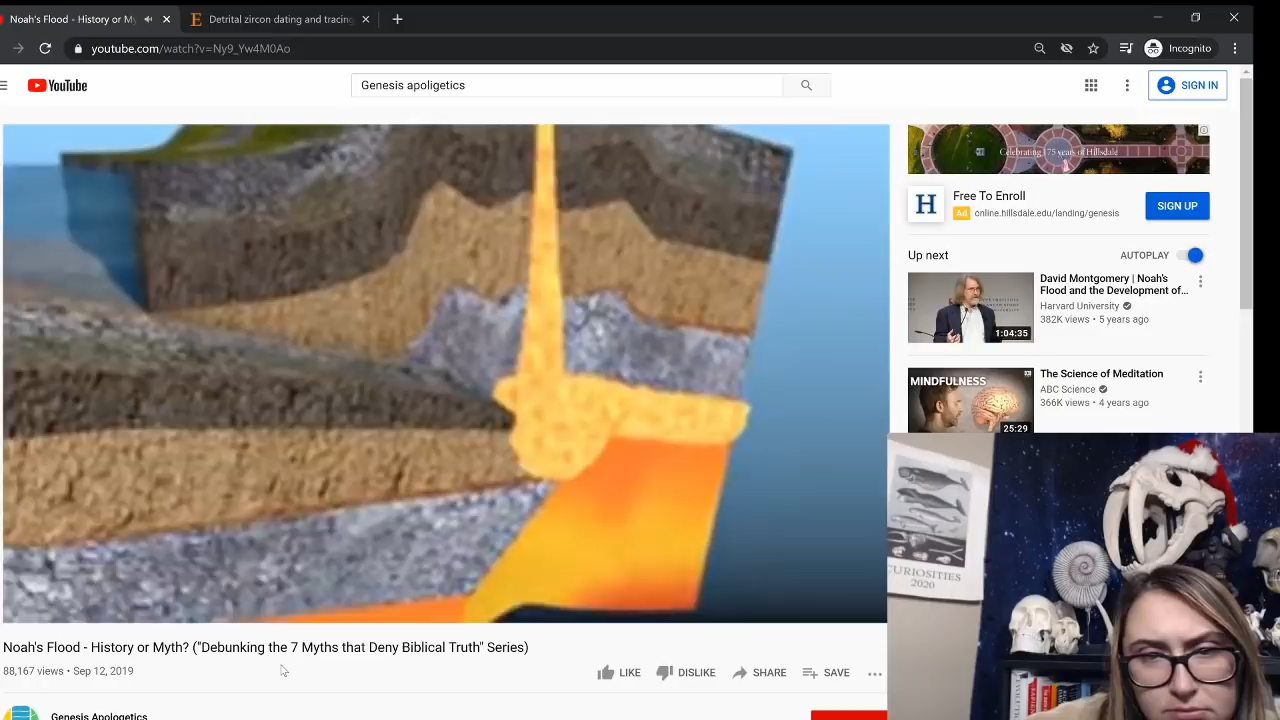 Noah's Flood - History or My
Detrital zircon dating and tracing
youtube.com/watch?v=Ny9_Yw4M0Ao
Incognito
YouTube
Genesis apoligetics
SIGN IN
Celebrating 175 years of Hillsdale
Free To Enroll
Ad online.hillsdale.edu/landing/genesis
SIGN UP
Up next
AUTOPLAY
David Montgomery | Noah's
Flood and the Development of...
Harvard University
382K views • 5 years ago
1:04:35
The Science of Meditation
ABC Science
366K views • 4 years ago
MINDFULNESS
25:29
CURIOSITIES
2020
Noah's Flood - History or Myth? ("Debunking the 7 Myths that Deny Biblical Truth" Series)
88,167 views • Sep 12, 2019
LIKE
DISLIKE
SHARE
SAVE
Genesis Apologetics